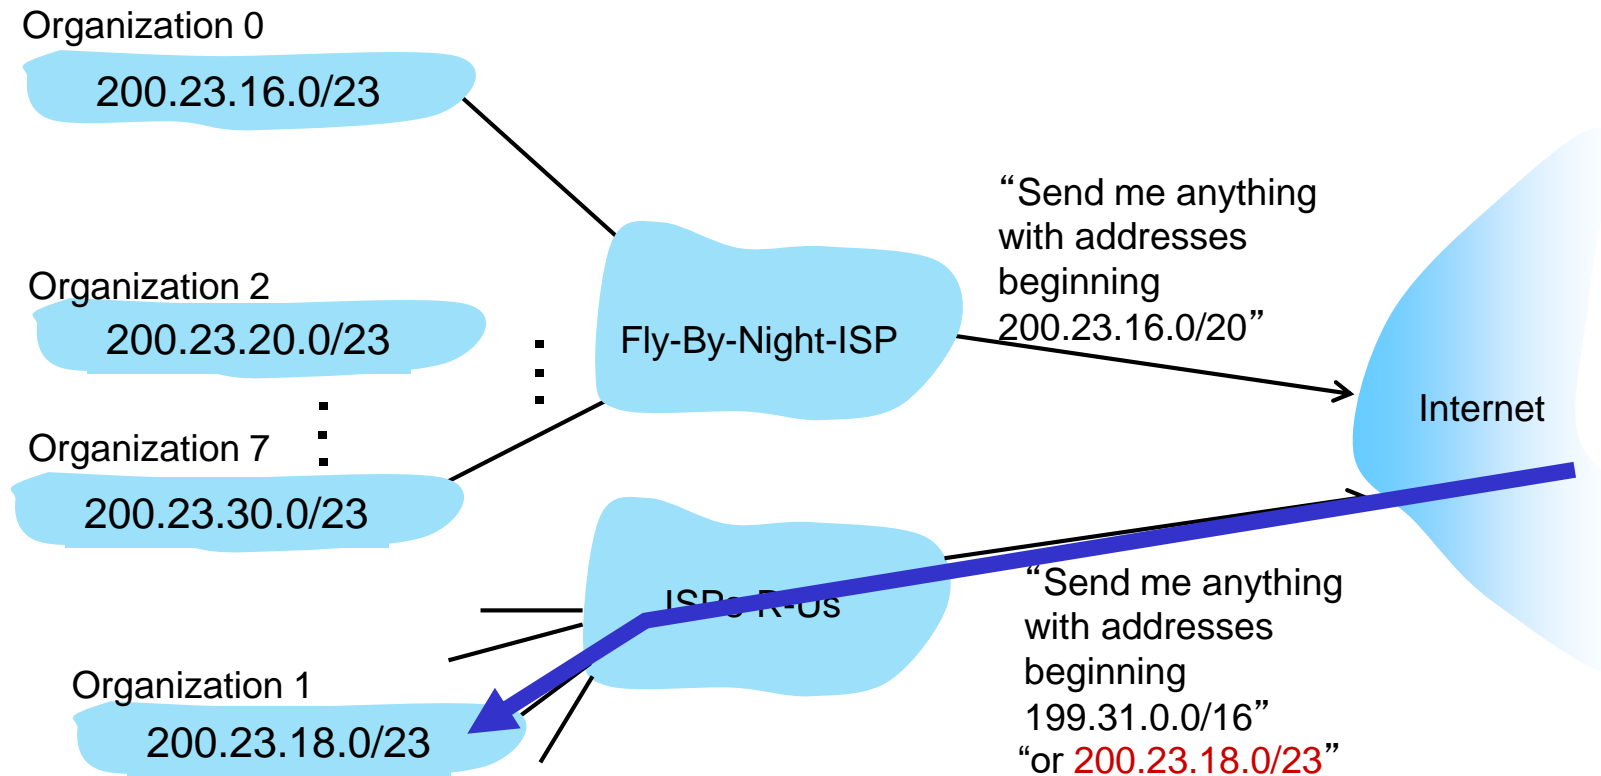 Organization 0
200.23.16.0/23
Organization 2
200.23.20.0/23
Organization 7
200.23.30.0/23
Fly-By-Night-ISP
“Send me anything
with addresses
beginning
200.23.16.0/20”
Internet
ISPs-R-Us
Organization 1
200.23.18.0/23
“Send me anything
with addresses
beginning
199.31.0.0/16”
“or 200.23.18.0/23”